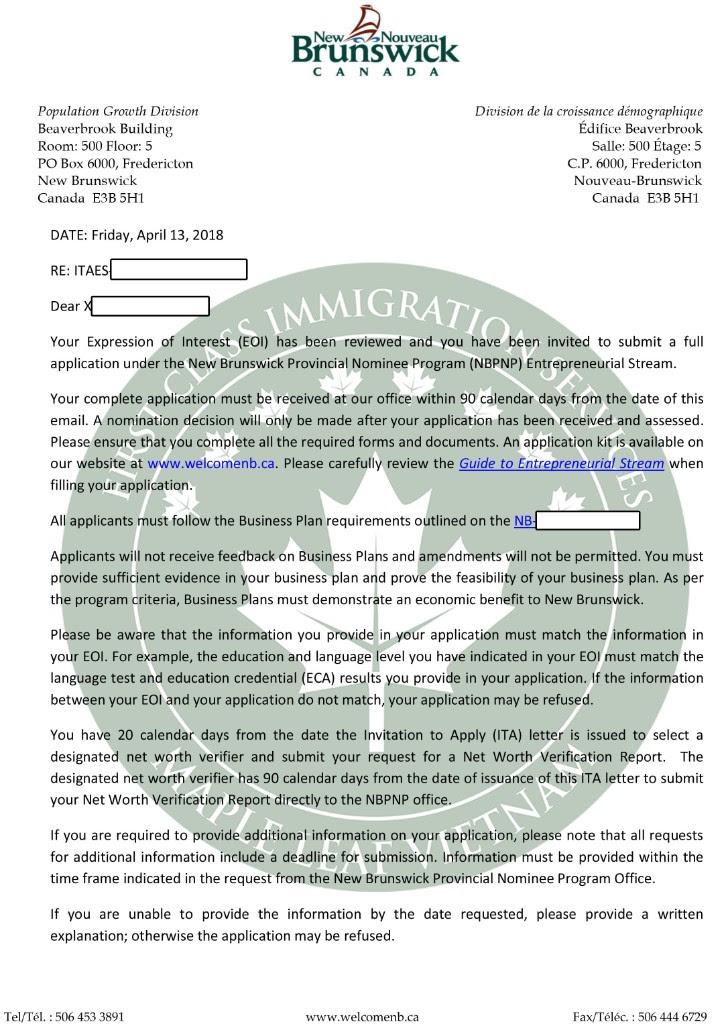 New Nouveau
Brunswick
CANADA
Population Growth Division
Beaverbrook Building
Room: 500 Floor: 5
PO Box 6000, Fredericton
New Brunswick
Canada E3B 5H1
Division de la croissance démographique
Édifice Beaverbrook
Salle: 500 Étage: 5
C.P. 6000, Fredericton
Nouveau-Brunswick
Canada E3B 5H1
DATE: Friday, April 13, 2018
RE: ITAES
Dear X
Your Expression of Interest (EOI) has been reviewed and you have been invited to submit a full
application under the New Brunswick Provincial Nominee Program (NBPNP) Entrepreneurial Stream.
Your complete application must be received at our office within 90 calendar days from the date of this
email. A nomination decision will only be made after your application has been received and assessed.
Please ensure that you complete all the required forms and documents. An application kit is available on
our website at www.welcomenb.ca. Please carefully review the Guide to Entrepreneurial Stream when
filling your application.
All applicants must follow the Business Plan requirements outlined on the NB-
Applicants will not receive feedback on Business Plans and amendments will not be permitted. You must
provide sufficient evidence in your business plan and prove the feasibility of your business plan. As per
the program criteria, Business Plans must demonstrate an economic benefit to New Brunswick.
Please be aware that the information you provide in your application must match the information in
your EOI. For example, the education and language level you have indicated in your EOI must match the
language test and education credential (ECA) results you provide in your application. If the information
between your EOI and your application do not match, your application may be refused.
You have 20 calendar days from the date the Invitation to Apply (ITA) letter is issued to select a
designated net worth verifier and submit your request for a Net Worth Verification Report. The
designated net worth verifier has 90 calendar days from the date of issuance of this ITA letter to submit
your Net Worth Verification Report directly to the NBPNP office.
If you are required to provide additional information on your application, please note that all requests
for additional information include a deadline for submission. Information must be provided within the
time frame indicated in the request from the New Brunswick Provincial Nominee Program Office.
If you are unable to provide the information by the date requested, please provide a written
explanation; otherwise the application may be refused.
FIRST CLASS IMMIGRATION SERVICES
MAPLE LEAF VIETNAM
Tel/Tél. : 506 453 3891
www.welcomenb.ca
Fax/Téléc. : 506 444 6729